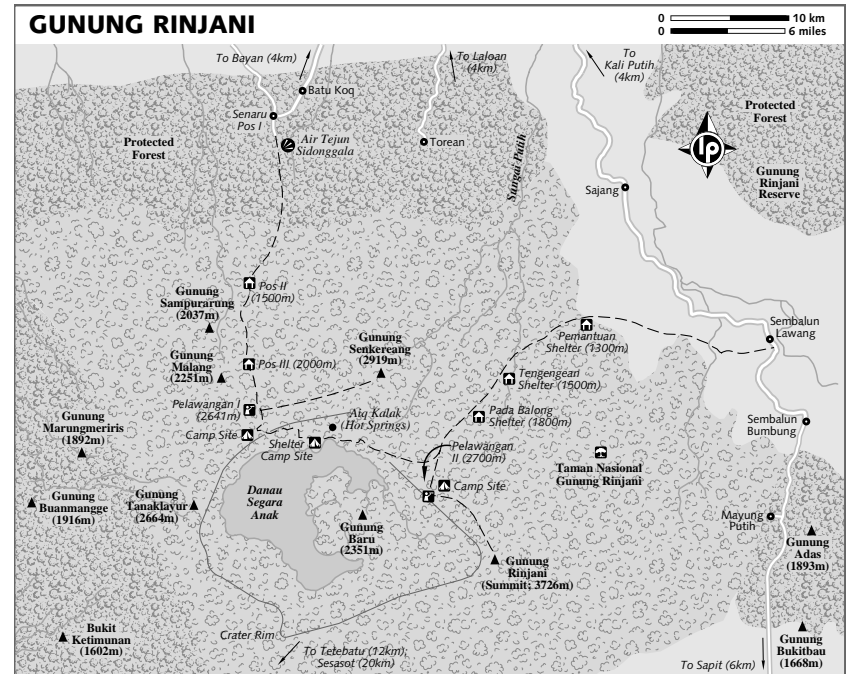 GUNUNG RINJANI
0 10 km
0 6 miles
To Bayan (4km)
To Laloan
(4km)
To
Kali Putih
(4km)
Batu Koq
Senaru
Pos I
Air Tejun
Sidonggala
Protected
Forest
Torean
Sungai Putih
Protected
Forest
lp
Gunung
Rinjani
Reserve
Sajang
Pos II
(1500m)
Gunung
Sampurarung
(2037m)
Gunung
Senkereang
(2919m)
Pemantuan
Shelter (1300m)
Sembalun
Lawang
Gunung
Malang
(2251m)
Pos III (2000m)
Tengengean
Shelter (1500m)
Pelawangan I
(2641m)
Aiq Kalak
(Hot Springs)
Pada Balong
Shelter (1800m)
Gunung
Marungmeriris
(1892m)
Camp Site
Shelter
Camp Site
Pelawangan
II (2700m)
Sembalun
Bumbung
Taman Nasional
Gunung Rinjani
Camp Site
Gunung
Buanmangge
(1916m)
Gunung
Tanaklayur
(2664m)
Danau
Segara
Anak
Gunung
Baru
(2351m)
Mayung
Putih
Gunung
Adas
(1893m)
Gunung
Rinjani
(Summit; 3726m)
Bukit
Ketimunan
(1602m)
Crater Rim
To Tetebatu (12km);
Sesasot (20km)
To Sapit (6km)
Gunung
Bukitbau
(1668m)